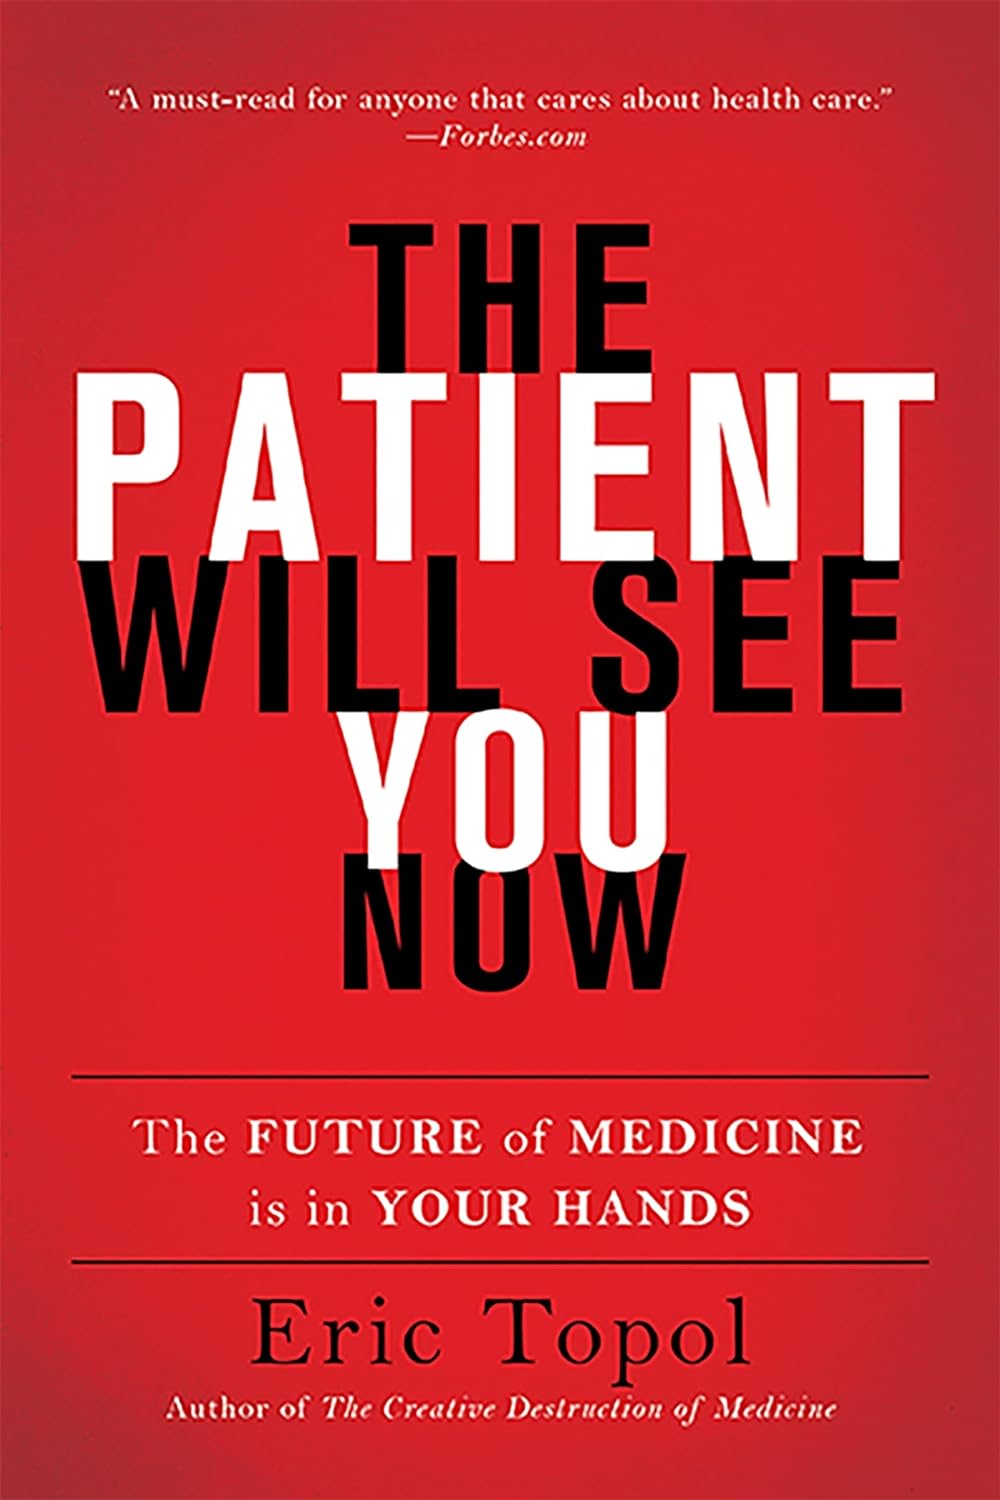 “A must-read for anyone that cares about health care.”
—Forbes.com
THE
PATIENT
WILL SEE
YOU
NOW
The FUTURE of MEDICINE
is in YOUR HANDS
Eric Topol
Author of The Creative Destruction of Medicine